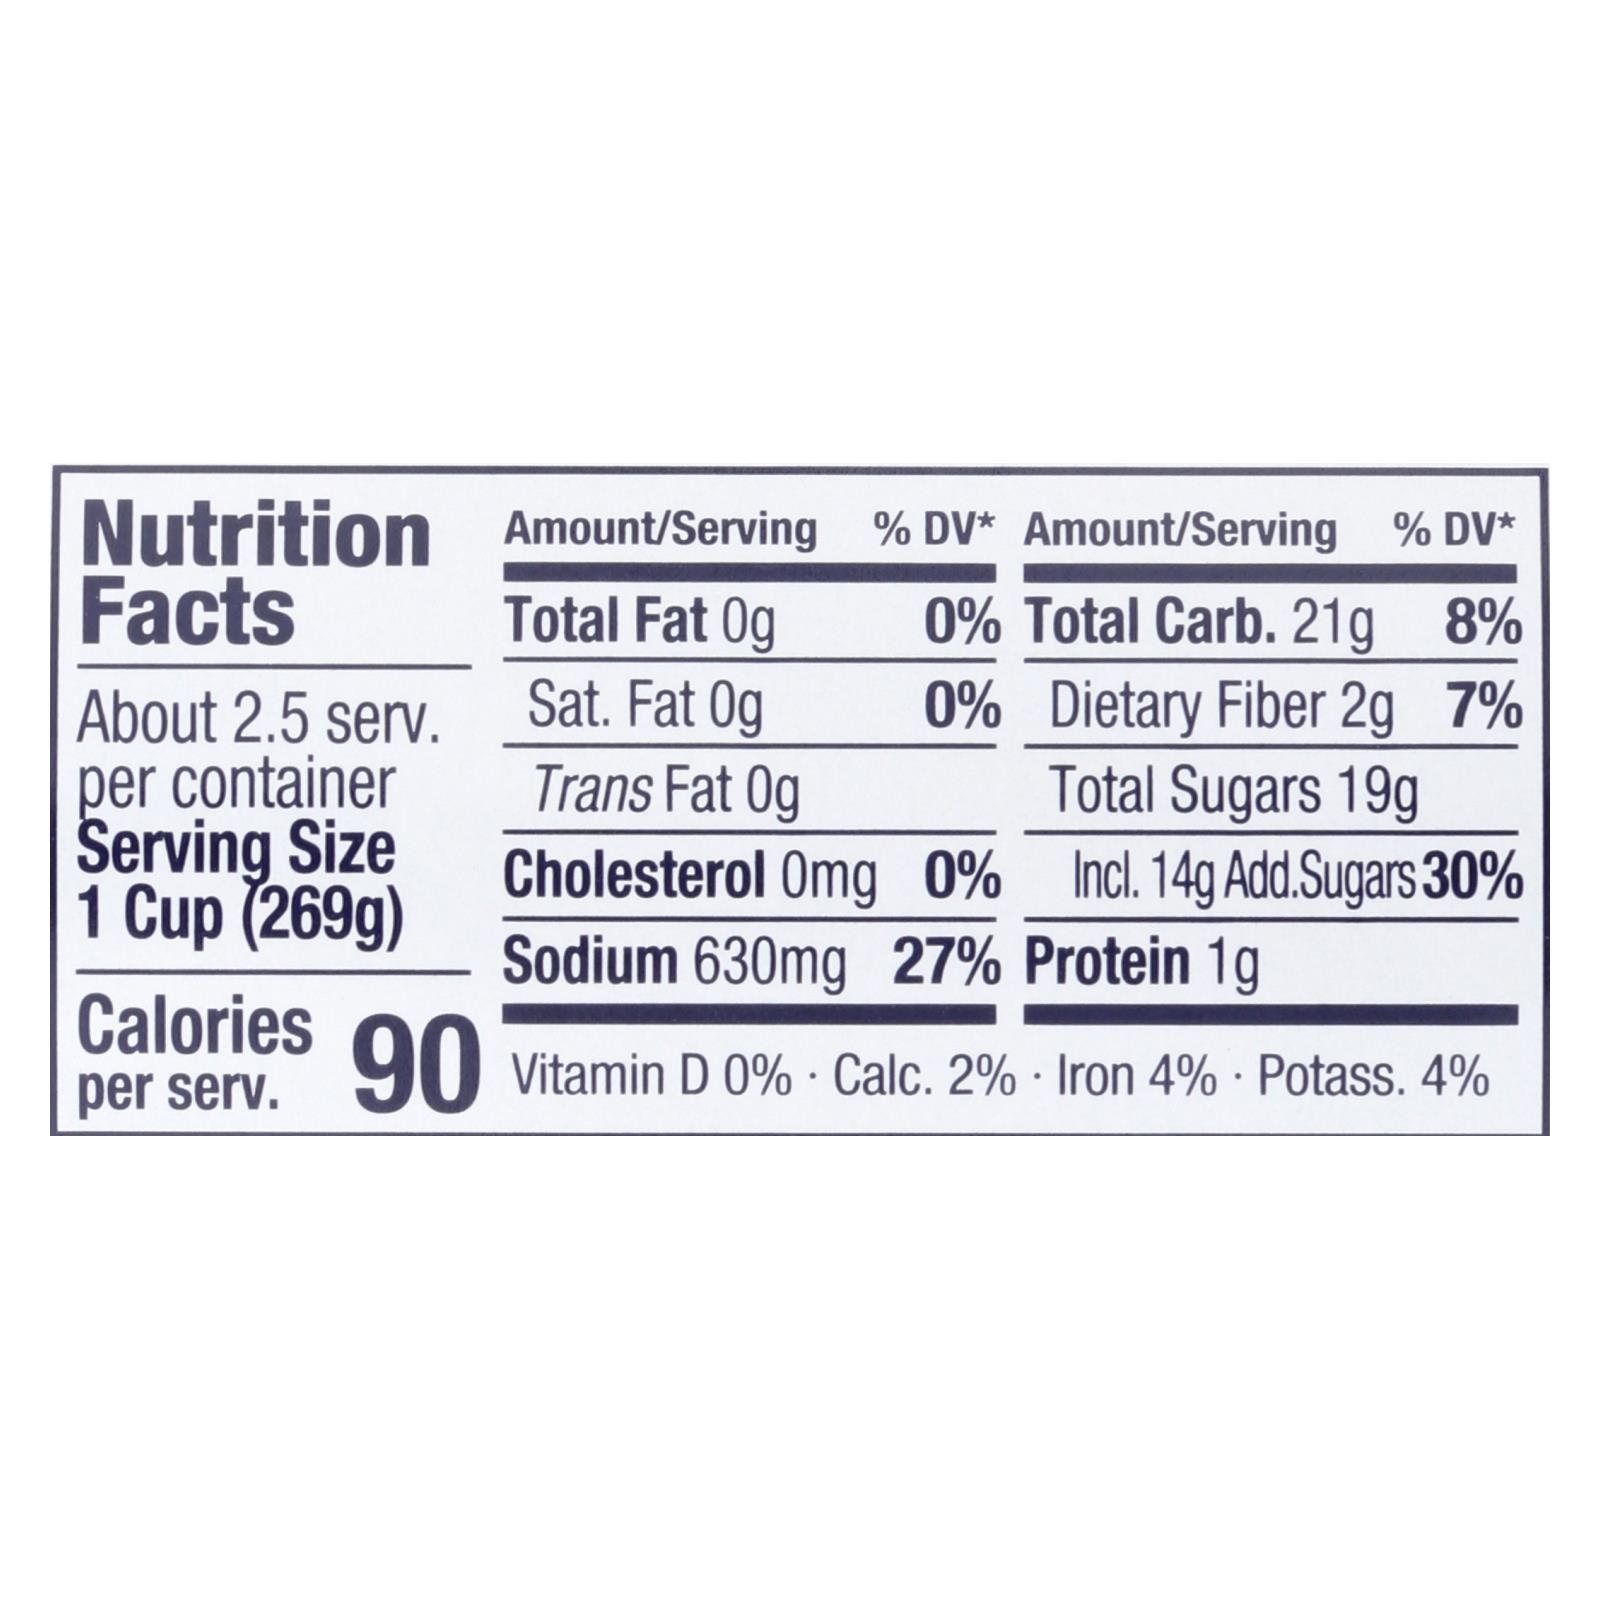 Nutrition
Facts
About 2.5 serv.
per container
Serving Size
1 Cup (269g)
Calories
per serv. 90
Amount/Serving % DV*
Total Fat 0g 0%
Sat. Fat 0g 0%
Trans Fat 0g
Cholesterol 0mg 0%
Sodium 630mg 27%
Amount/Serving % DV*
Total Carb. 21g 8%
Dietary Fiber 2g 7%
Total Sugars 19g
Incl. 14g Add.Sugars 30%
Protein 1g
Vitamin D 0% · Calc. 2% · Iron 4% · Potass. 4%